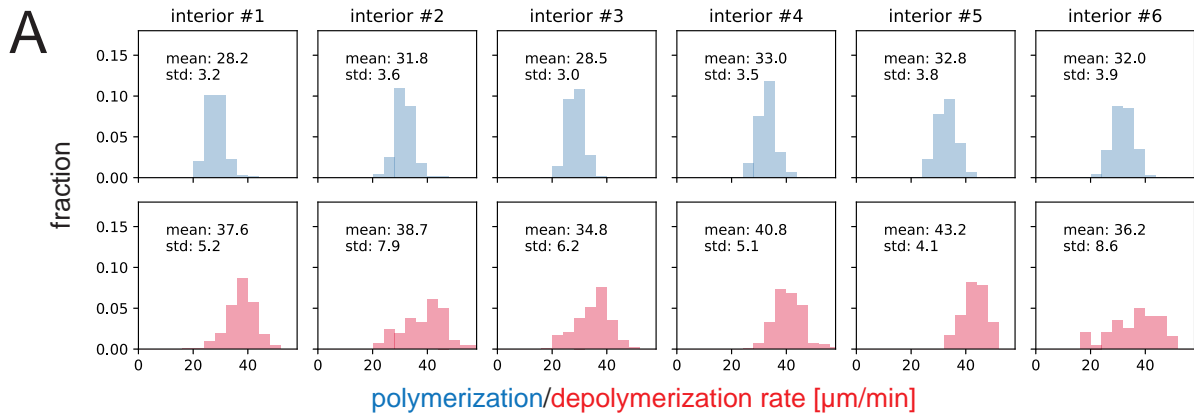 A
interior #1 interior #2 interior #3 interior #4 interior #5 interior #6
mean: 28.2
std: 3.2
mean: 31.8
std: 3.6
mean: 28.5
std: 3.0
mean: 33.0
std: 3.5
mean: 32.8
std: 3.8
mean: 32.0
std: 3.9
0.15
0.10
0.05
0.00
fraction
mean: 37.6
std: 5.2
mean: 38.7
std: 7.9
mean: 34.8
std: 6.2
mean: 40.8
std: 5.1
mean: 43.2
std: 4.1
mean: 36.2
std: 8.6
0.15
0.10
0.05
0.00
0 20 40 0 20 40 0 20 40 0 20 40 0 20 40 0 20 40
polymerization/depolymerization rate [µm/min]